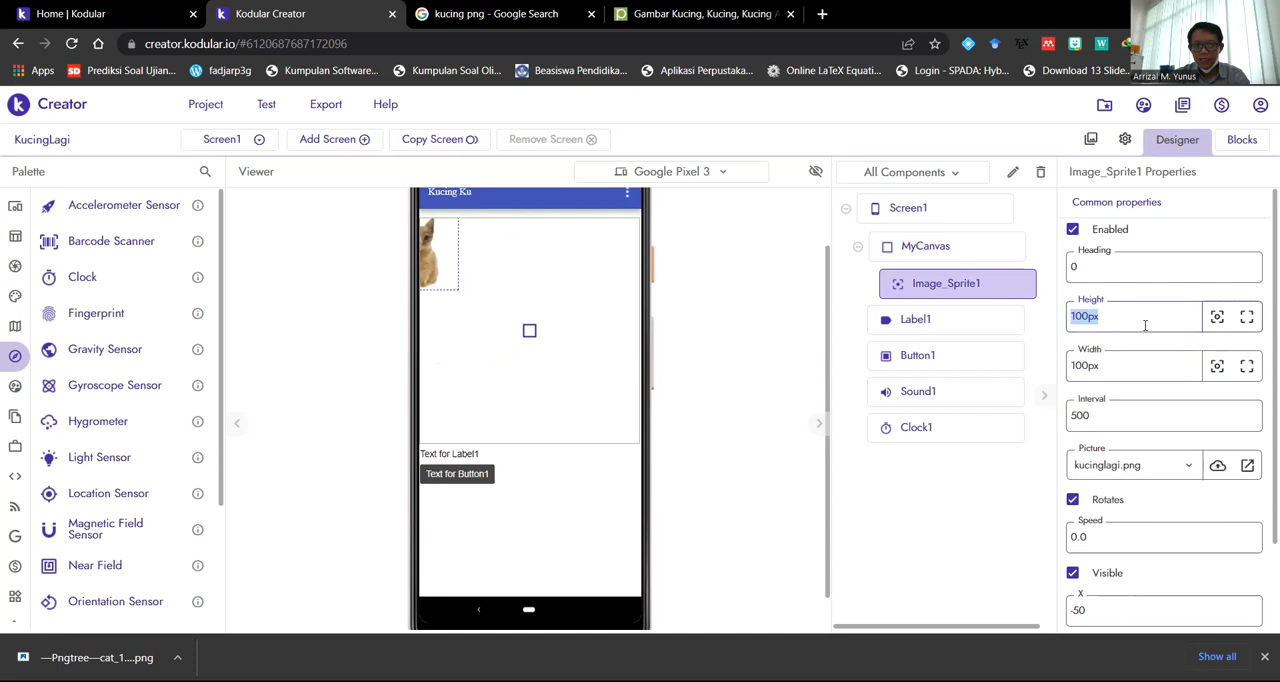 Home | Kodular
Kodular Creator
kucing png - Google Search
Gambar Kucing, Kucing, Kucing
creator.kodular.io/#6120687687172096
Arrizal M. Yunus
Apps
Prediksi Soal Ujian...
fadjarp3g
Kumpulan Software...
Kumpulan Soal Oli...
Beasiswa Pendidika...
Aplikasi Perpustaka...
Online LaTeX Equati...
Login - SPADA: Hyb...
Download 13 Slide...
Creator
Project
Test
Export
Help
KucingLagi
Screen1
Add Screen
Copy Screen
Remove Screen
Designer
Blocks
Palette
Viewer
Google Pixel 3
All Components
Image_Sprite1 Properties
Accelerometer Sensor
Barcode Scanner
Clock
Fingerprint
Gravity Sensor
Gyroscope Sensor
Hygrometer
Light Sensor
Location Sensor
Magnetic Field
Sensor
Near Field
Orientation Sensor
Kucing Ku
Text for Label1
Text for Button1
Screen1
MyCanvas
Image_Sprite1
Label1
Button1
Sound1
Clock1
Common properties
Enabled
Heading
0
Height
100px
Width
100px
Interval
500
Picture
kucinglagi.png
Rotates
Speed
0.0
Visible
X
-50
—Pngtree—cat_1....png
Show all